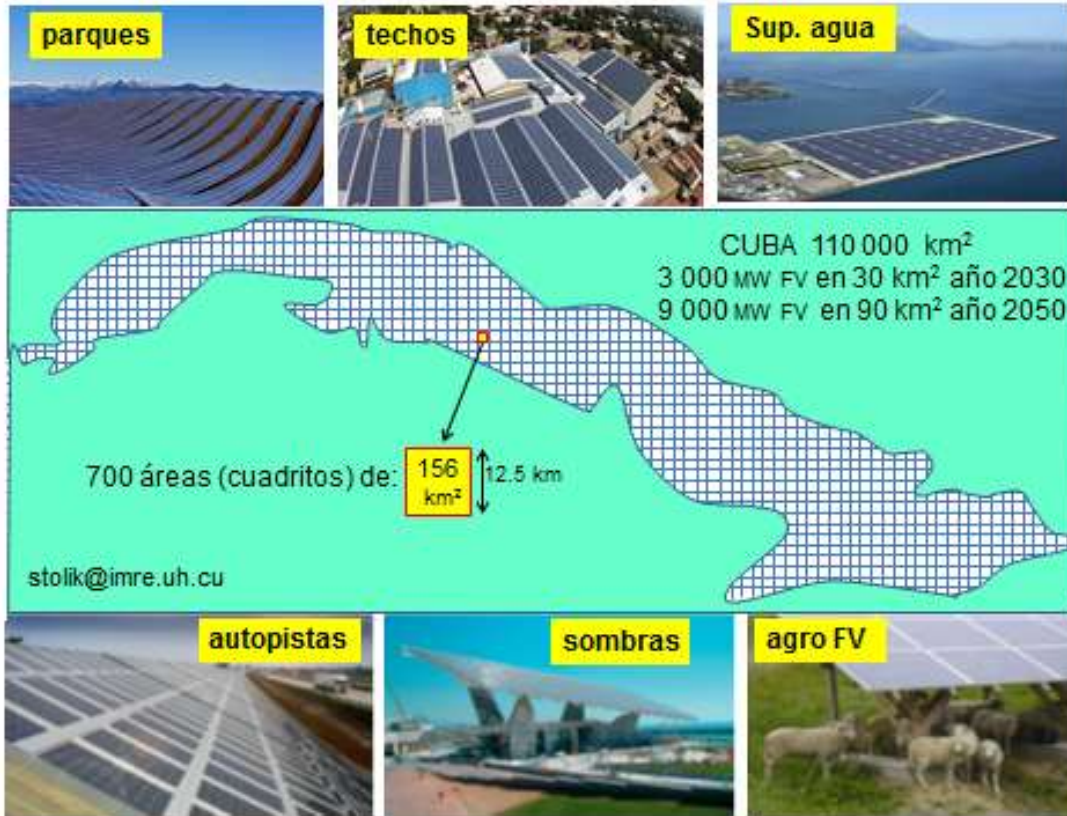 parques
techos
Sup. agua
CUBA 110 000 km²
3 000 MW FV en 30 km² año 2030
9 000 MW FV en 90 km² año 2050
700 áreas (cuadritos) de:
156
km²
12.5 km
stolik@imre.uh.cu
autopistas
sombras
agro FV